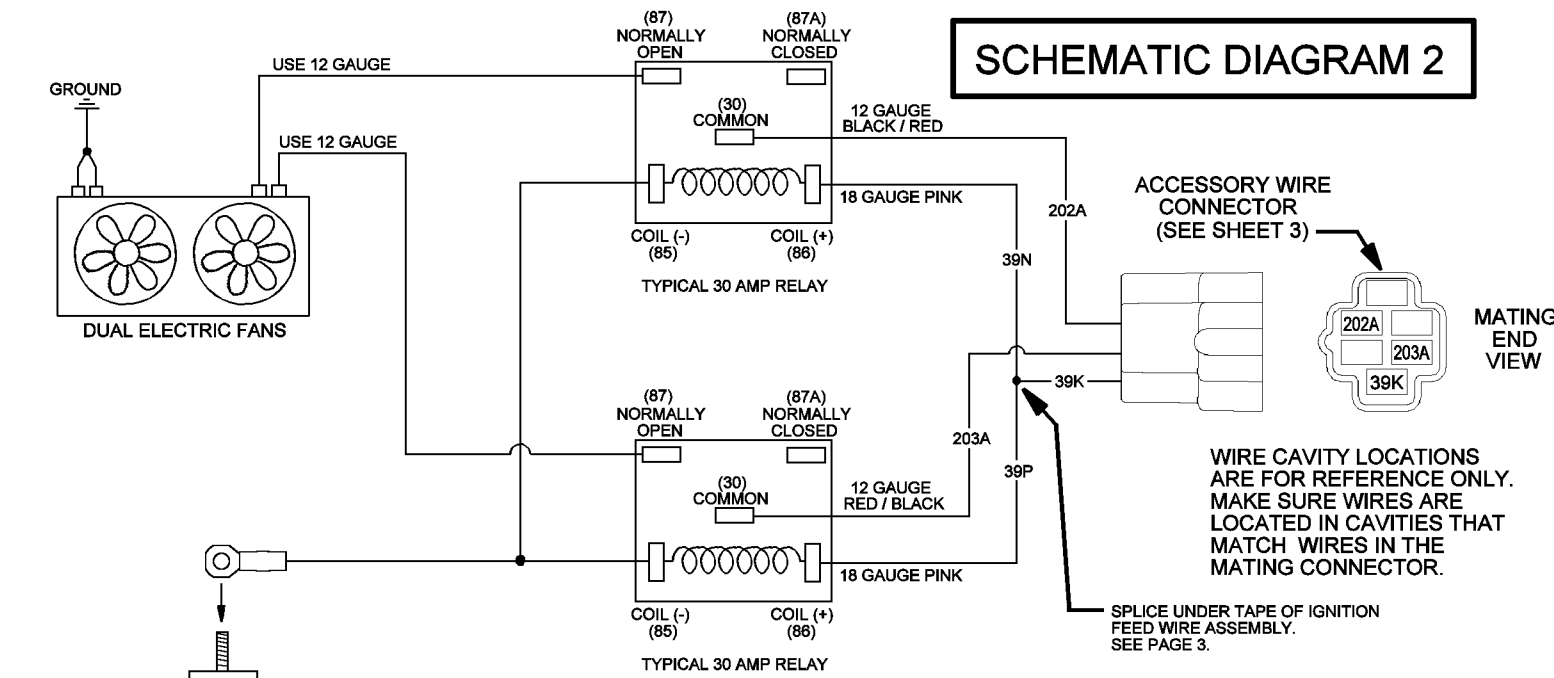 SCHEMATIC DIAGRAM 2
(87)
NORMALLY
OPEN
(87A)
NORMALLY
CLOSED
GROUND
USE 12 GAUGE
USE 12 GAUGE
(30)
COMMON
12 GAUGE
BLACK / RED
18 GAUGE PINK
COIL (-)
(85)
COIL (+)
(86)
TYPICAL 30 AMP RELAY
DUAL ELECTRIC FANS
202A
39N
ACCESSORY WIRE
CONNECTOR
(SEE SHEET 3)
202A
203A
39K
MATING
END
VIEW
39K
203A
39P
(87)
NORMALLY
OPEN
(87A)
NORMALLY
CLOSED
(30)
COMMON
12 GAUGE
RED / BLACK
18 GAUGE PINK
COIL (-)
(85)
COIL (+)
(86)
TYPICAL 30 AMP RELAY
WIRE CAVITY LOCATIONS
ARE FOR REFERENCE ONLY.
MAKE SURE WIRES ARE
LOCATED IN CAVITIES THAT
MATCH WIRES IN THE
MATING CONNECTOR.
SPLICE UNDER TAPE OF IGNITION
FEED WIRE ASSEMBLY.
SEE PAGE 3.